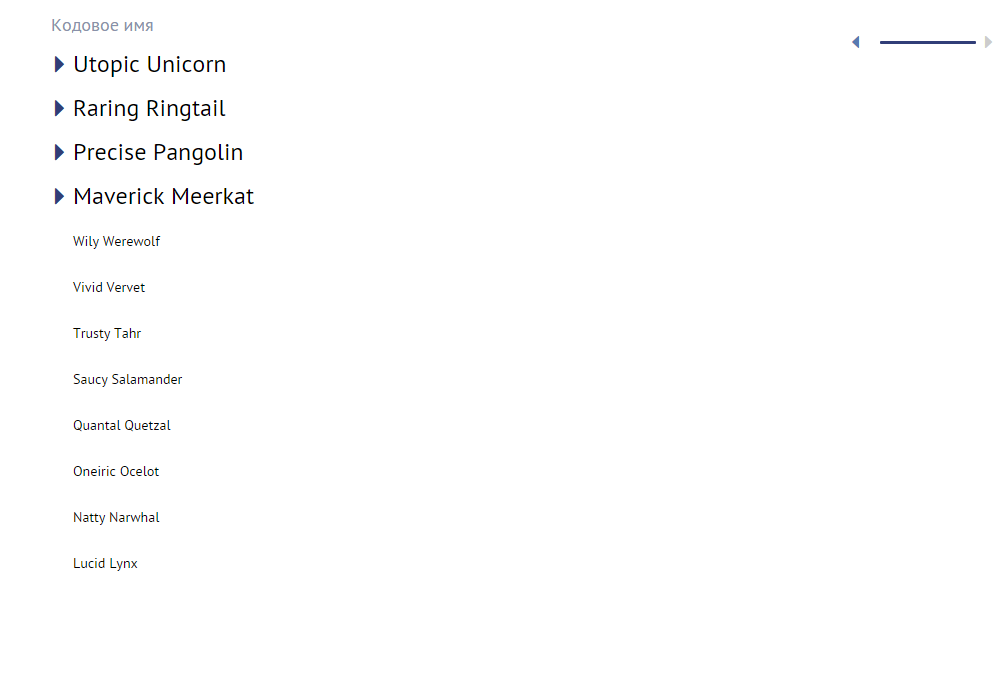 Кодовое имя
Utopic Unicorn
Raring Ringtail
Precise Pangolin
Maverick Meerkat
Wily Werewolf
Vivid Vervet
Trusty Tahr
Saucy Salamander
Quantal Quetzal
Oneiric Ocelot
Natty Narwhal
Lucid Lynx